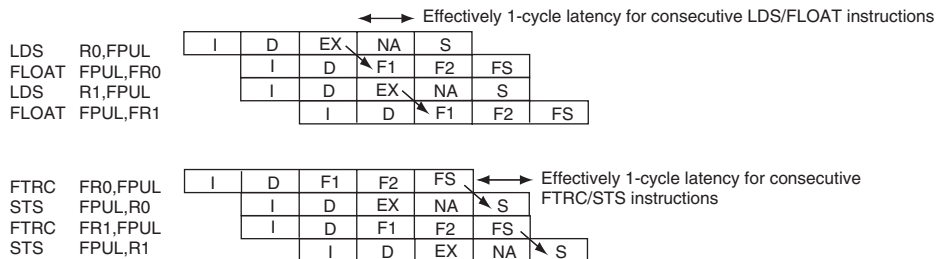 Effectively 1-cycle latency for consecutive LDS/FLOAT instructions
LDS R0,FPUL I D EX NA S
FLOAT FPUL,FR0 I D F1 F2 FS
LDS R1,FPUL I D EX NA S
FLOAT FPUL,FR1 I D F1 F2 FS
FTRC FR0,FPUL I D F1 F2 FS
Effectively 1-cycle latency for consecutive
FTRC/STS instructions
STS FPUL,R0 I D EX NA S
FTRC FR1,FPUL I D F1 F2 FS
STS FPUL,R1 I D EX NA S